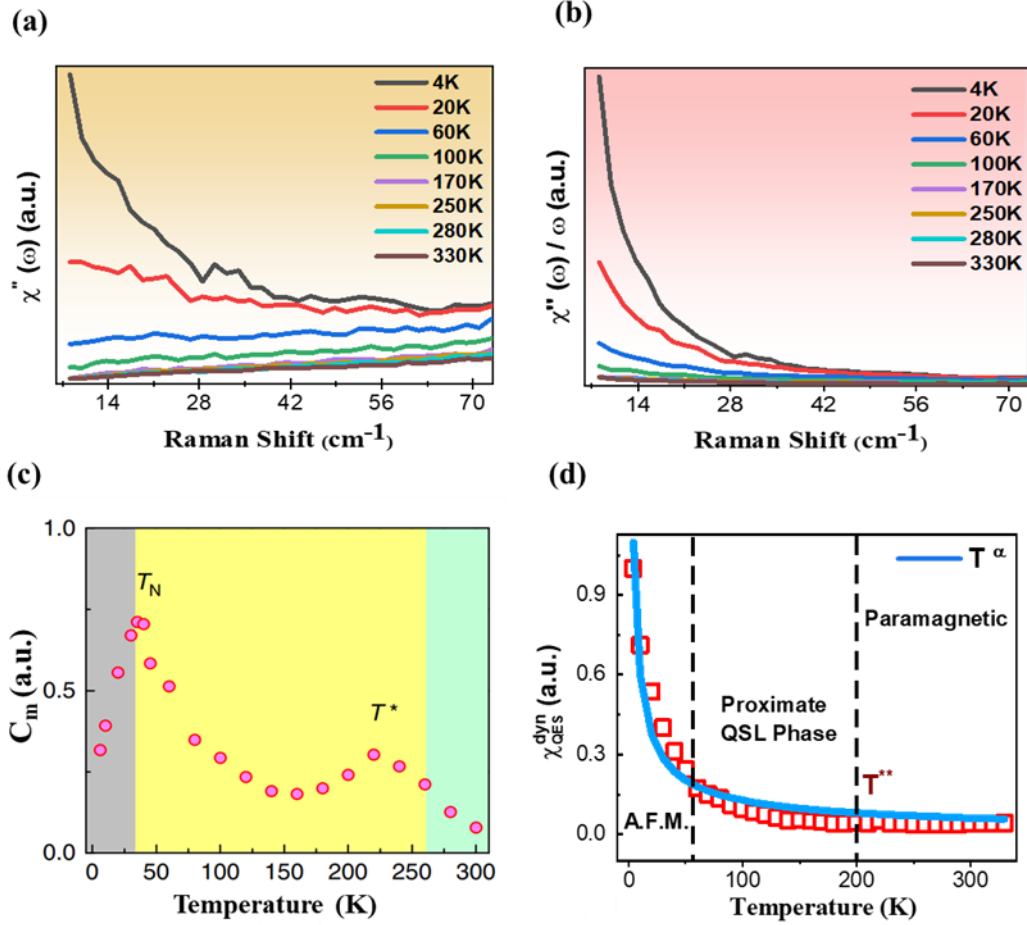 (a)
χ" (ω) (a.u.)
4K
20K
60K
100K
170K
250K
280K
330K
14 28 42 56 70
Raman Shift (cm⁻¹)
(b)
χ'' (ω) / ω (a.u.)
4K
20K
60K
100K
170K
250K
280K
330K
14 28 42 56 70
Raman Shift (cm⁻¹)
(c)
Cₘ (a.u.)
1.0
0.5
0.0
T_N
T*
0 50 100 150 200 250 300
Temperature (K)
(d)
χ_QES^dyn (a.u.)
0.9
0.6
0.3
0.0
T^α
Paramagnetic
Proximate
QSL Phase
T**
A.F.M.
0 100 200 300
Temperature (K)